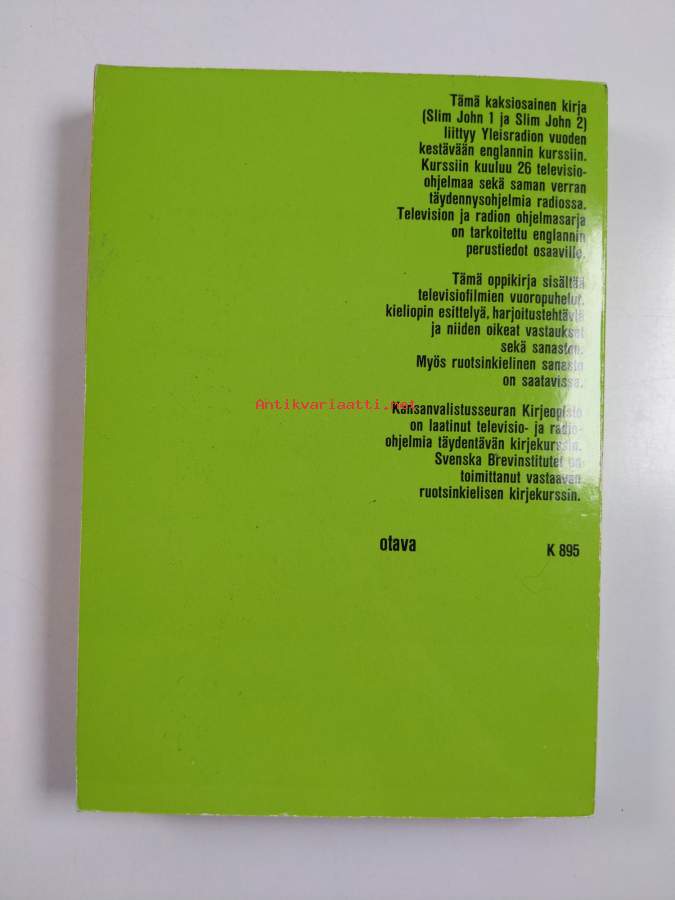 Tämä kaksiosainen kirja
(Slim John 1 ja Slim John 2)
liittyy Yleisradion vuoden
kestävään englannin kurssiin.
Kurssiin kuuluu 26 televisio-
ohjelmaa sekä saman verran
täydennysohjelmia radiossa.
Television ja radion ohjelmasarja
on tarkoitettu englannin
perustiedot osaaville.
Tämä oppikirja sisältää
televisiofilmien vuoropuhelut,
kieliopin esittelyä, harjoitustehtäviä
ja niiden oikeat vastaukset
sekä sanaston.
Myös ruotsinkielinen sanasto
on saatavissa.
Antikvariaatti.net
Kansanvalistusseuran Kirjeopisto
on laatinut televisio- ja radio-
ohjelmia täydentävän kirjekurssin.
Svenska Brevinstitutet on
toimittanut vastaavan
ruotsinkielisen kirjekurssin.
otava
K 895